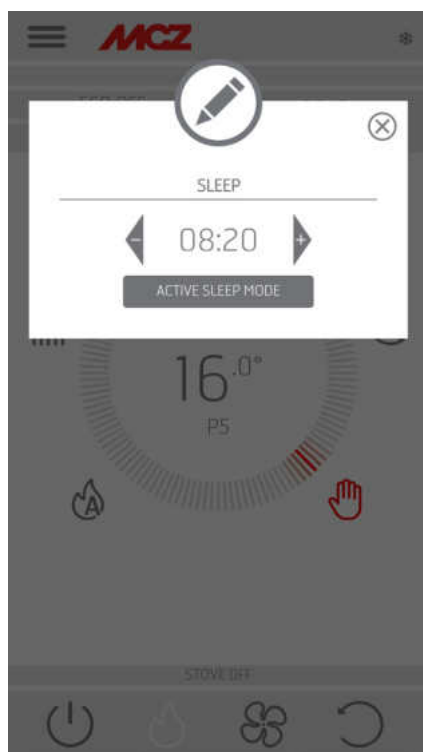 MCZ
SLEEP
- 08:20 +
ACTIVE SLEEP MODE
16.0°
P5
A
STOVE OFF